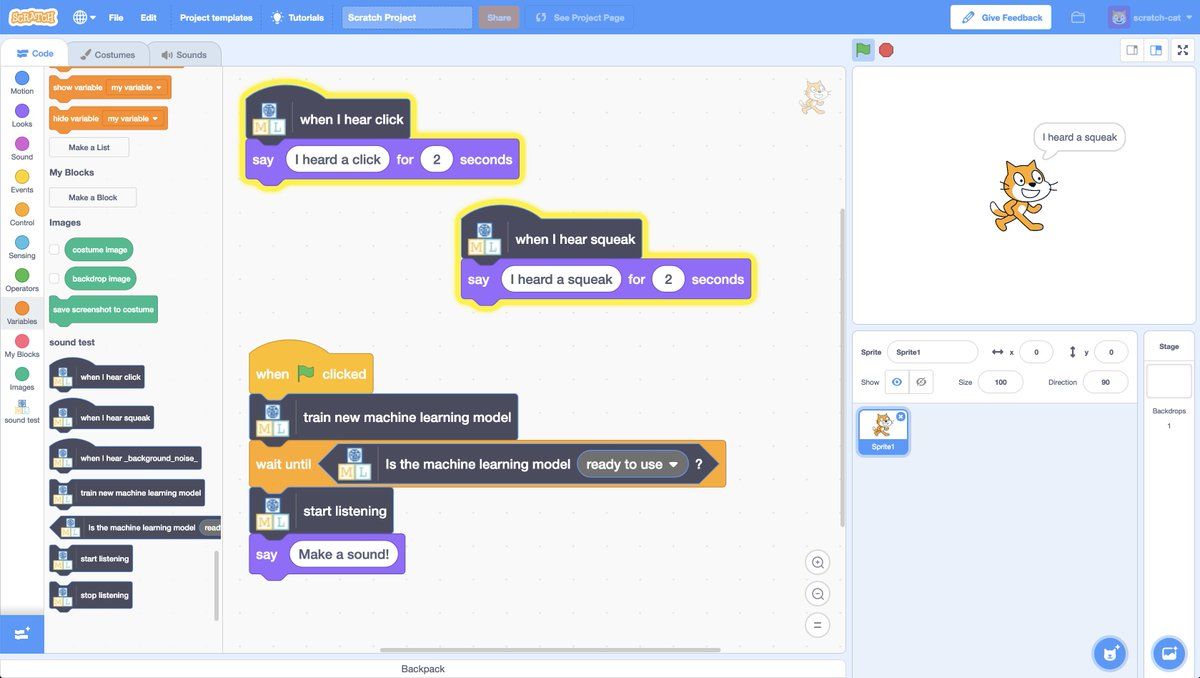 SCRATCH
File
Edit
Project templates
Tutorials
Scratch Project
Share
See Project Page
Give Feedback
scratch-cat
Code
Costumes
Sounds
Motion
Looks
Sound
Events
Control
Sensing
Operators
Variables
My Blocks
Images
sound test
show variable my variable
hide variable my variable
Make a List
My Blocks
Make a Block
Images
costume image
backdrop image
save screenshot to costume
sound test
ML when I hear click
ML when I hear squeak
ML when I hear _background_noise_
ML train new machine learning model
ML Is the machine learning model read
ML start listening
ML stop listening
ML when I hear click
say I heard a click for 2 seconds
ML when I hear squeak
say I heard a squeak for 2 seconds
when clicked
ML train new machine learning model
wait until ML Is the machine learning model ready to use ?
ML start listening
say Make a sound!
Backpack
I heard a squeak
Sprite Sprite1 x 0 y 0
Show Size 100 Direction 90
Sprite1
Stage
Backdrops
1